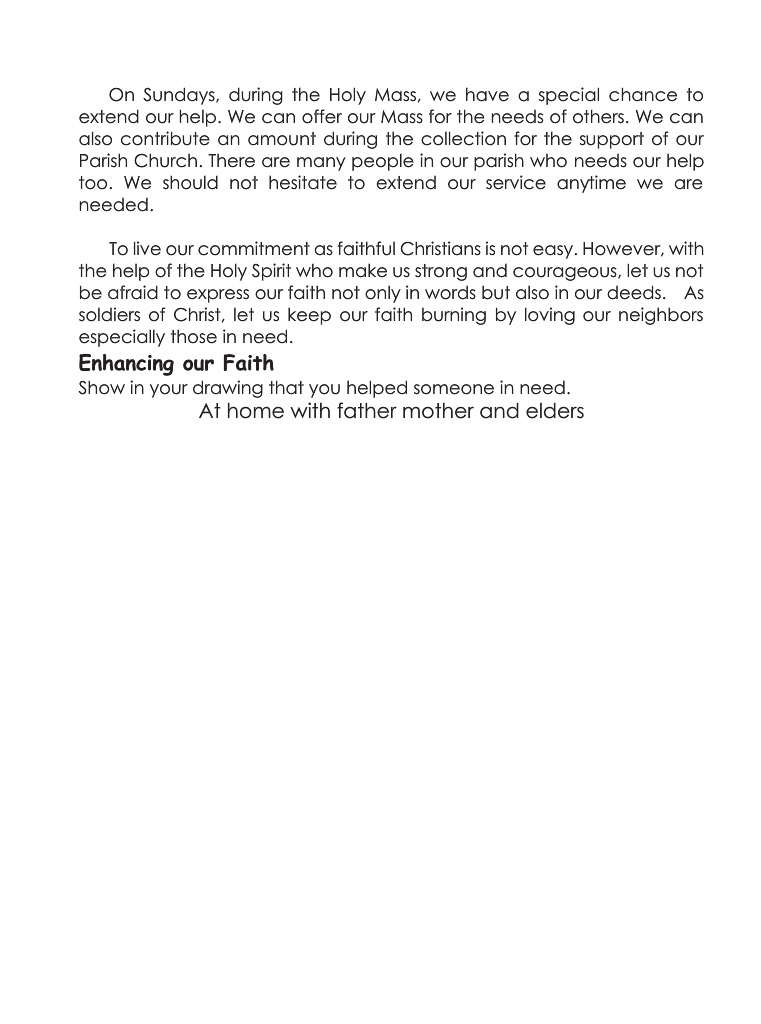 On Sundays, during the Holy Mass, we have a special chance to
extend our help. We can offer our Mass for the needs of others. We can
also contribute an amount during the collection for the support of our
Parish Church. There are many people in our parish who needs our help
too. We should not hesitate to extend our service anytime we are
needed.
To live our commitment as faithful Christians is not easy. However, with
the help of the Holy Spirit who make us strong and courageous, let us not
be afraid to express our faith not only in words but also in our deeds. As
soldiers of Christ, let us keep our faith burning by loving our neighbors
especially those in need.
Enhancing our Faith
Show in your drawing that you helped someone in need.
At home with father mother and elders